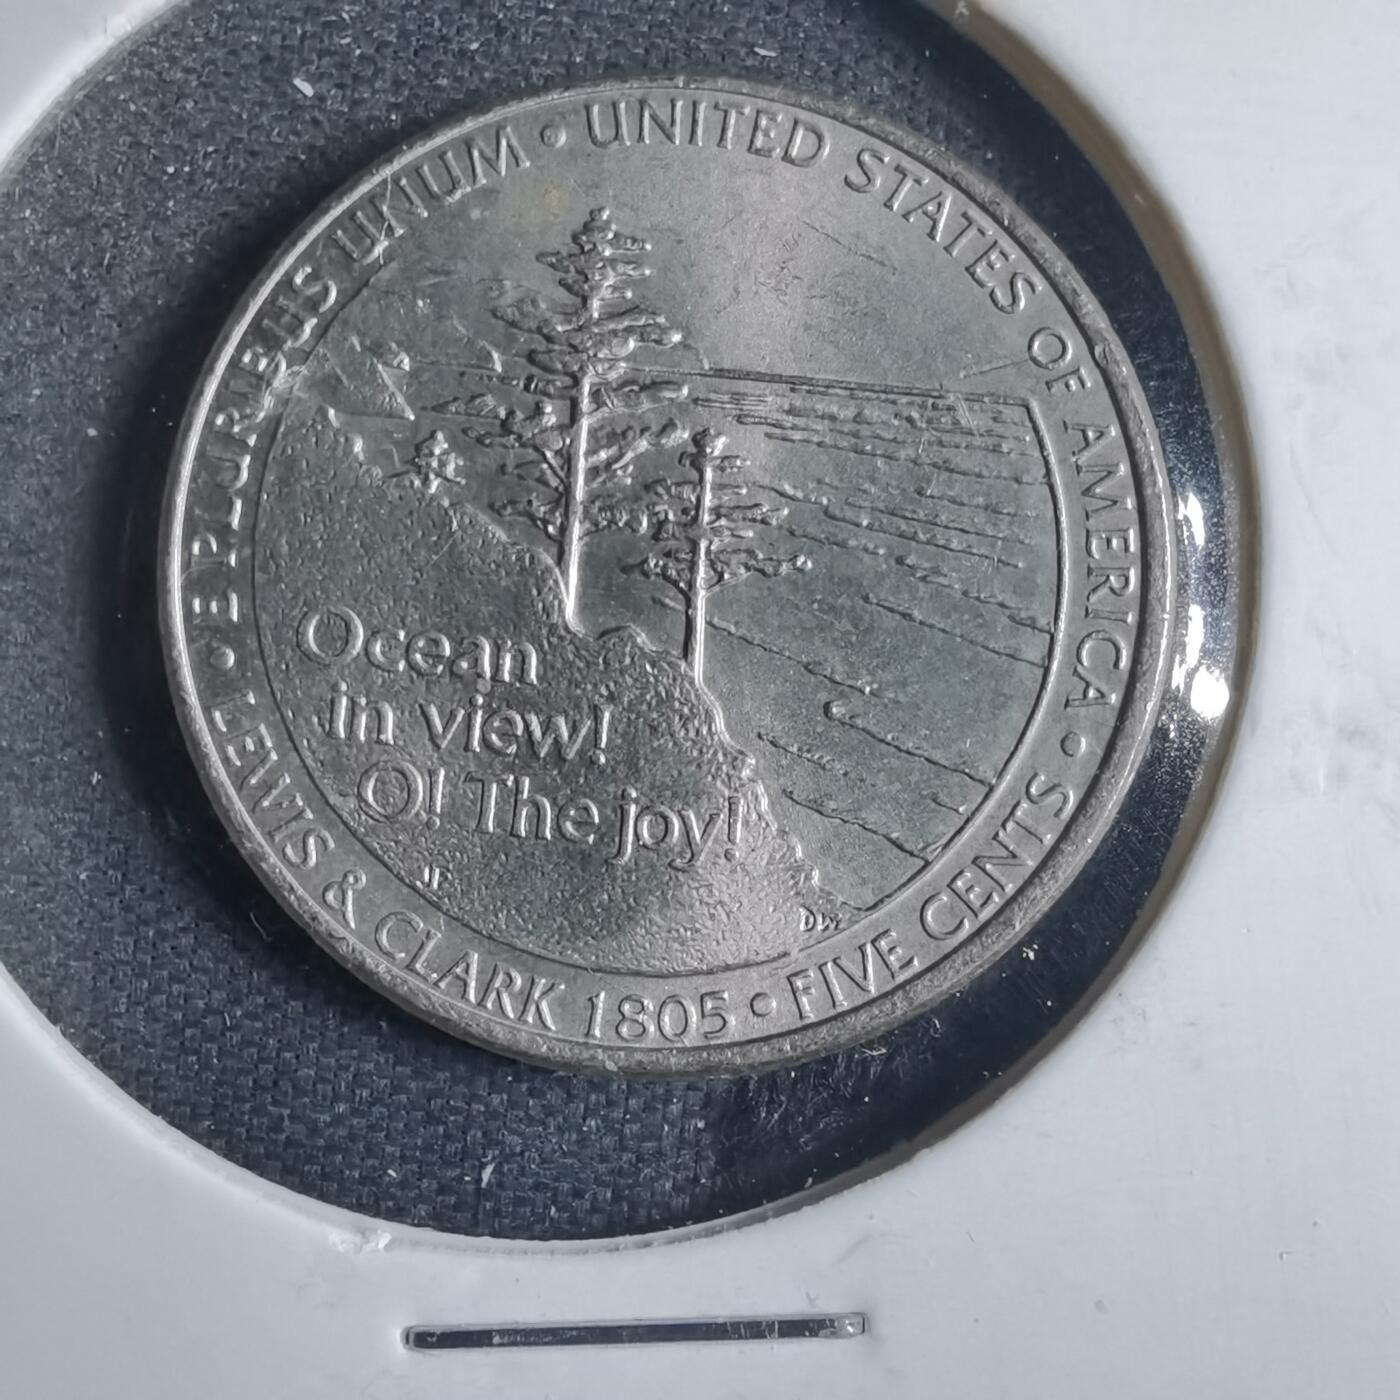 E PLURIBUS UNUM • UNITED STATES OF AMERICA • FIVE CENTS
LEWIS & CLARK 1805
Ocean
in view!
O! The joy!
JF
DW